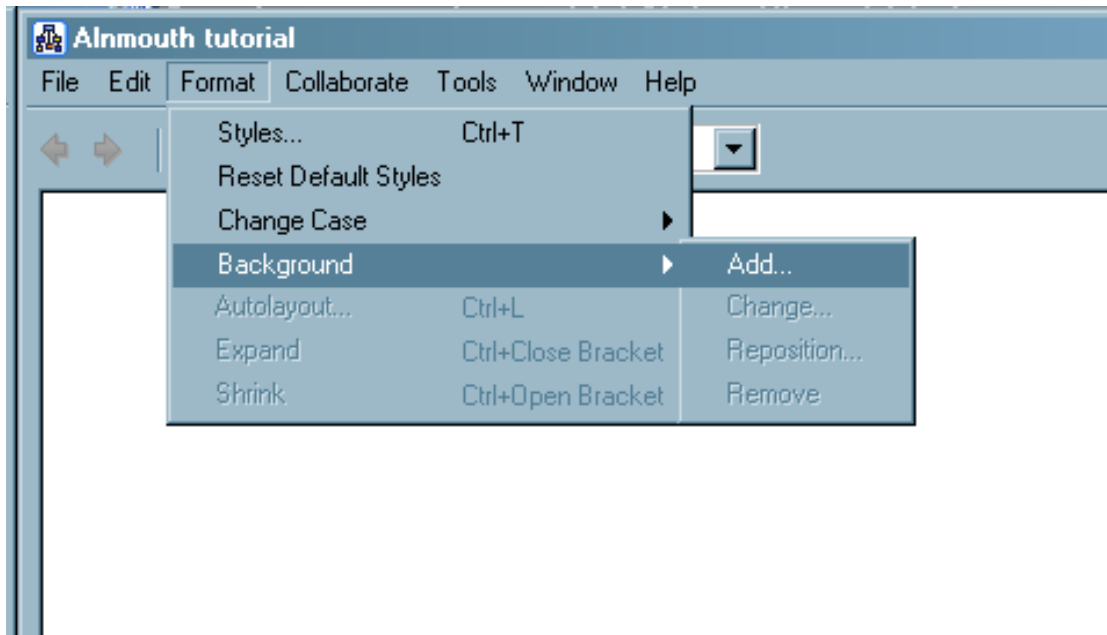 Alnmouth tutorial
File Edit Format Collaborate Tools Window Help
Styles... Ctrl+T
Reset Default Styles
Change Case
Background Add...
Autolayout... Ctrl+L Change...
Expand Ctrl+Close Bracket Reposition...
Shrink Ctrl+Open Bracket Remove